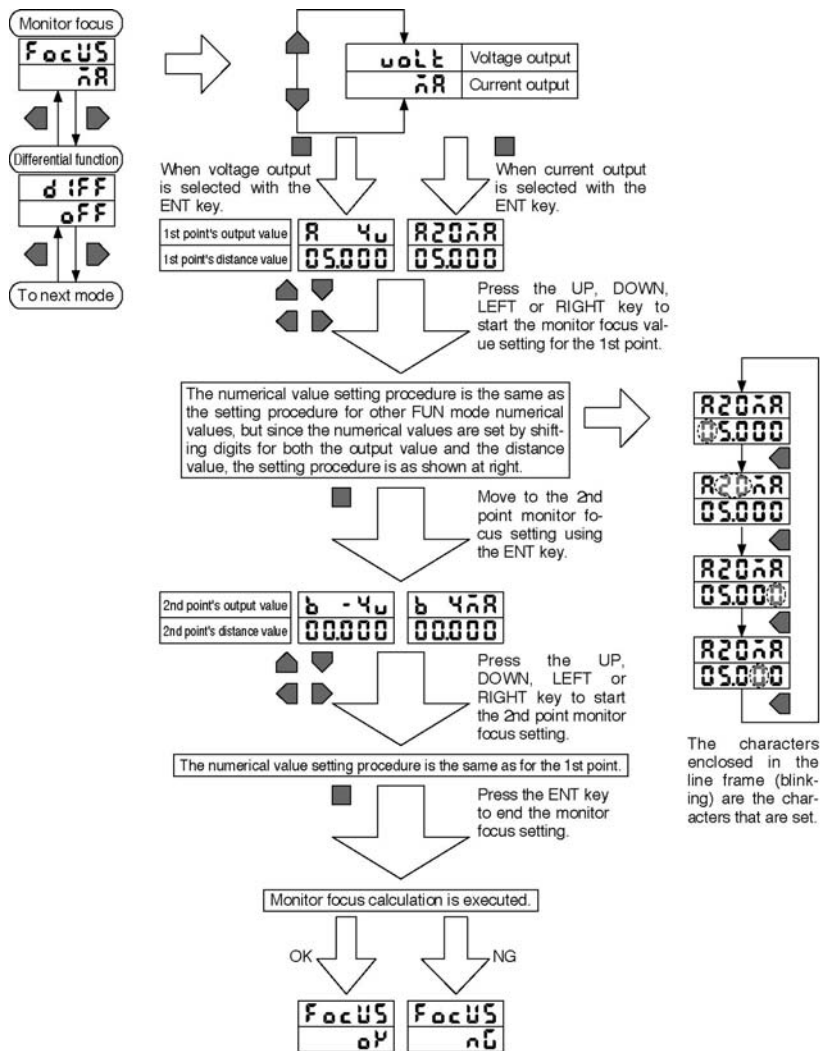 Monitor focus
FocUS
mA
Differential function
dIFF
oFF
To next mode
voLt
Voltage output
mA
Current output
When voltage output
is selected with the
ENT key.
When current output
is selected with the
ENT key.
1st point's output value
A 4v
A20mA
1st point's distance value
05.000
05.000
Press the UP, DOWN,
LEFT or RIGHT key to
start the monitor focus val-
ue setting for the 1st point.
The numerical value setting procedure is the same as
the setting procedure for other FUN mode numerical
values, but since the numerical values are set by shift-
ing digits for both the output value and the distance
value, the setting procedure is as shown at right.
A20mA
05.000
A20mA
05.000
A20mA
05.000
A20mA
05.000
The characters
enclosed in the
line frame (blink-
ing) are the char-
acters that are set.
Move to the 2nd
point monitor fo-
cus setting using
the ENT key.
2nd point's output value
b -4v
b 4mA
2nd point's distance value
00.000
00.000
Press the UP,
DOWN, LEFT or
RIGHT key to start
the 2nd point monitor
focus setting.
The numerical value setting procedure is the same as for the 1st point.
Press the ENT key
to end the monitor
focus setting.
Monitor focus calculation is executed.
OK
NG
FocUS
oK
FocUS
nG